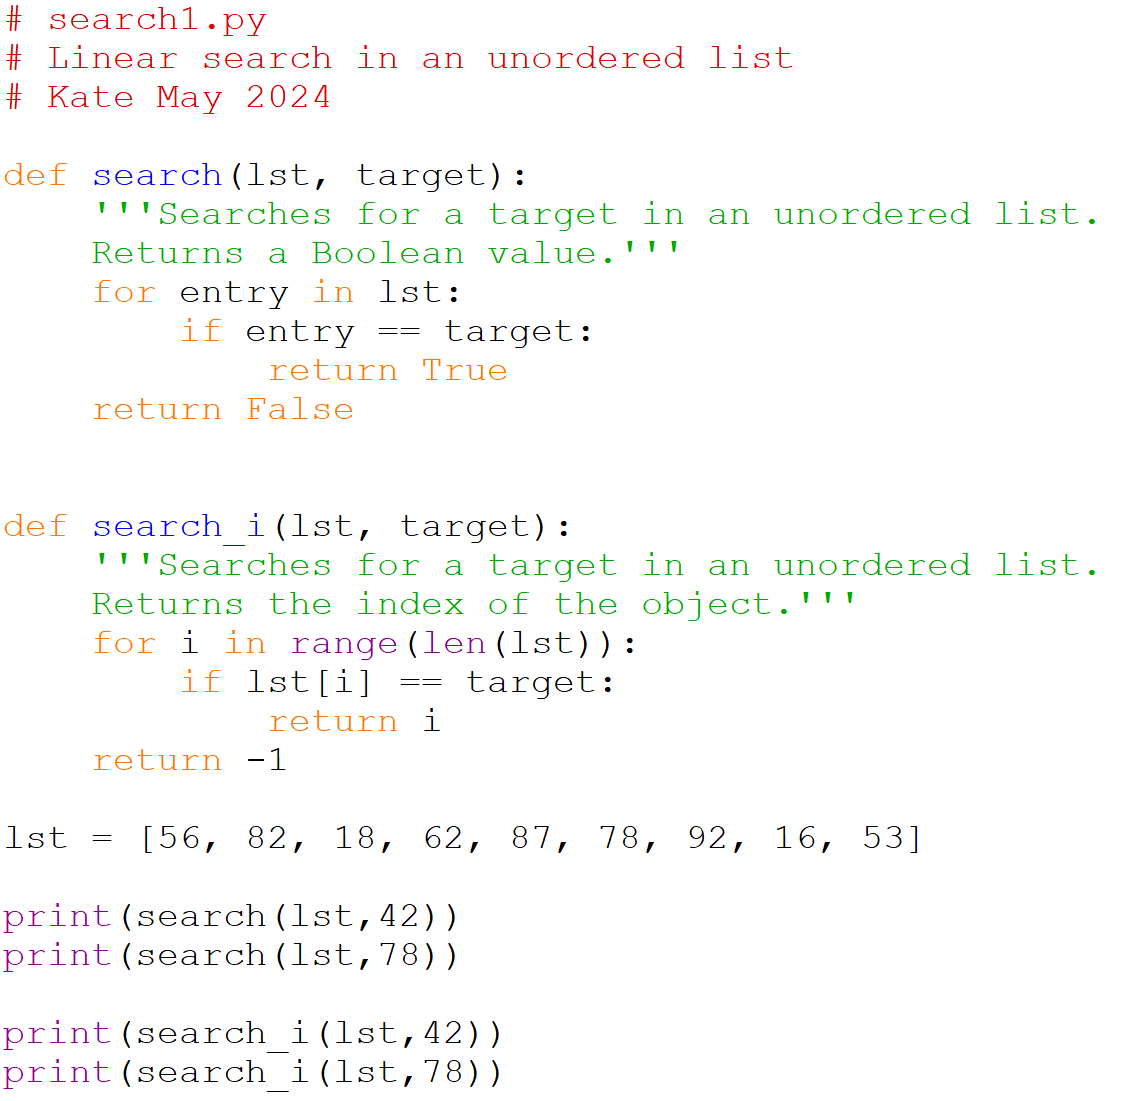 # search1.py
# Linear search in an unordered list
# Kate May 2024

def search(lst, target):
    '''Searches for a target in an unordered list.
    Returns a Boolean value.'''
    for entry in lst:
        if entry == target:
            return True
    return False


def search_i(lst, target):
    '''Searches for a target in an unordered list.
    Returns the index of the object.'''
    for i in range(len(lst)):
        if lst[i] == target:
            return i
    return -1

lst = [56, 82, 18, 62, 87, 78, 92, 16, 53]

print(search(lst,42))
print(search(lst,78))

print(search_i(lst,42))
print(search_i(lst,78))